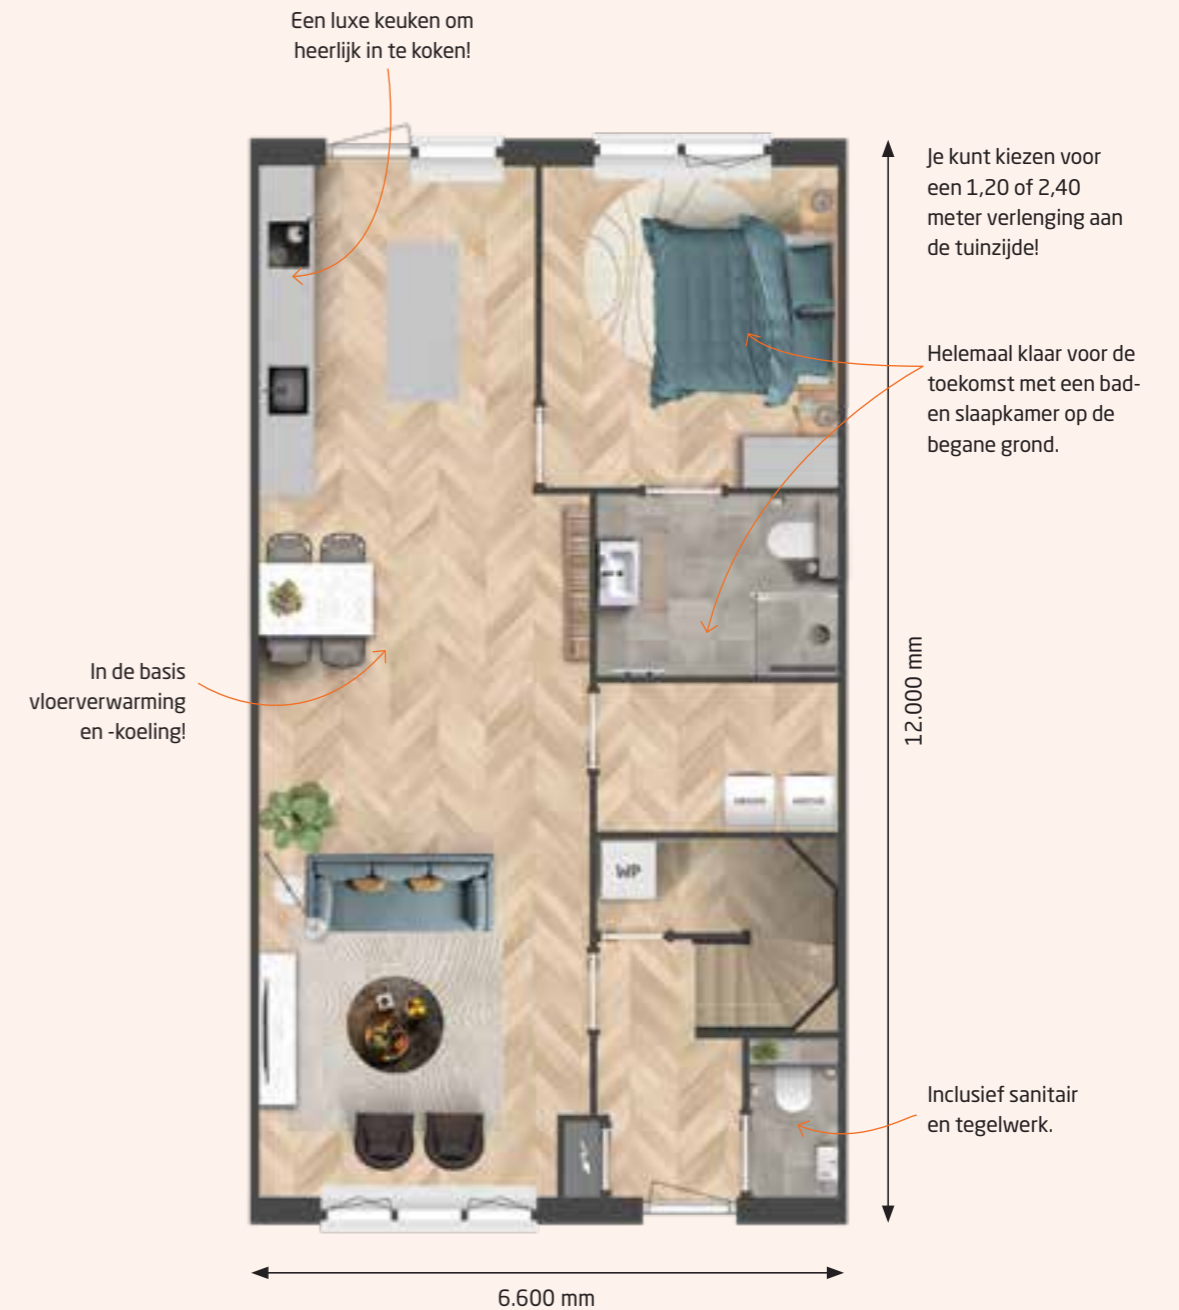 Een luxe keuken om
heerlijk in te koken!
Je kunt kiezen voor
een 1,20 of 2,40
meter verlenging aan
de tuinzijde!
Helemaal klaar voor de
toekomst met een bad-
en slaapkamer op de
begane grond.
In de basis
vloerverwarming
en -koeling!
12.000 mm
WP
Inclusief sanitair
en tegelwerk.
6.600 mm